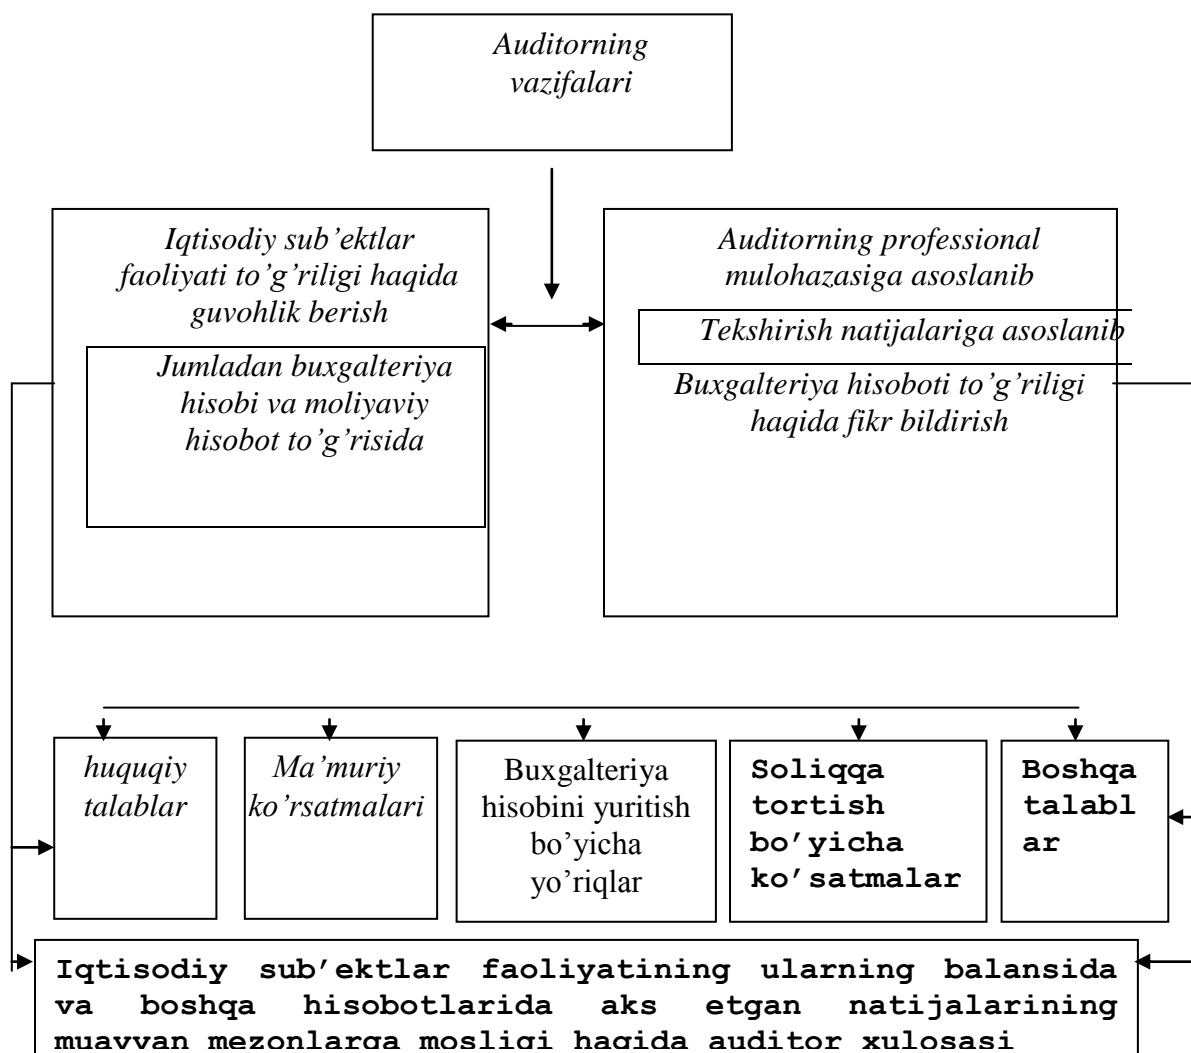 Auditorning
vazifalari
Iqtisodiy sub’ektlar
faoliyati to’g’riligi haqida
guvohlik berish
Jumladan buxgalteriya
hisobi va moliyaviy
hisobot to’g’risida
Auditorning professional
mulohazasiga asoslanib
Tekshirish natijalariga asoslanib
Buxgalteriya hisoboti to’g’riligi
haqida fikr bildirish
huquqiy
talablar
Ma’muriy
ko’rsatmalari
Buxgalteriya
hisobini yuritish
bo’yicha
yo’riqlar
Soliqqa
tortish
bo’yicha
ko’satmalar
Boshqa
talabl
ar
Iqtisodiy sub’ektlar faoliyatining ularning balansida
va boshqa hisobotlarida aks etgan natijalarining
muayyan mezonlarga mosligi haqida auditor xulosasi